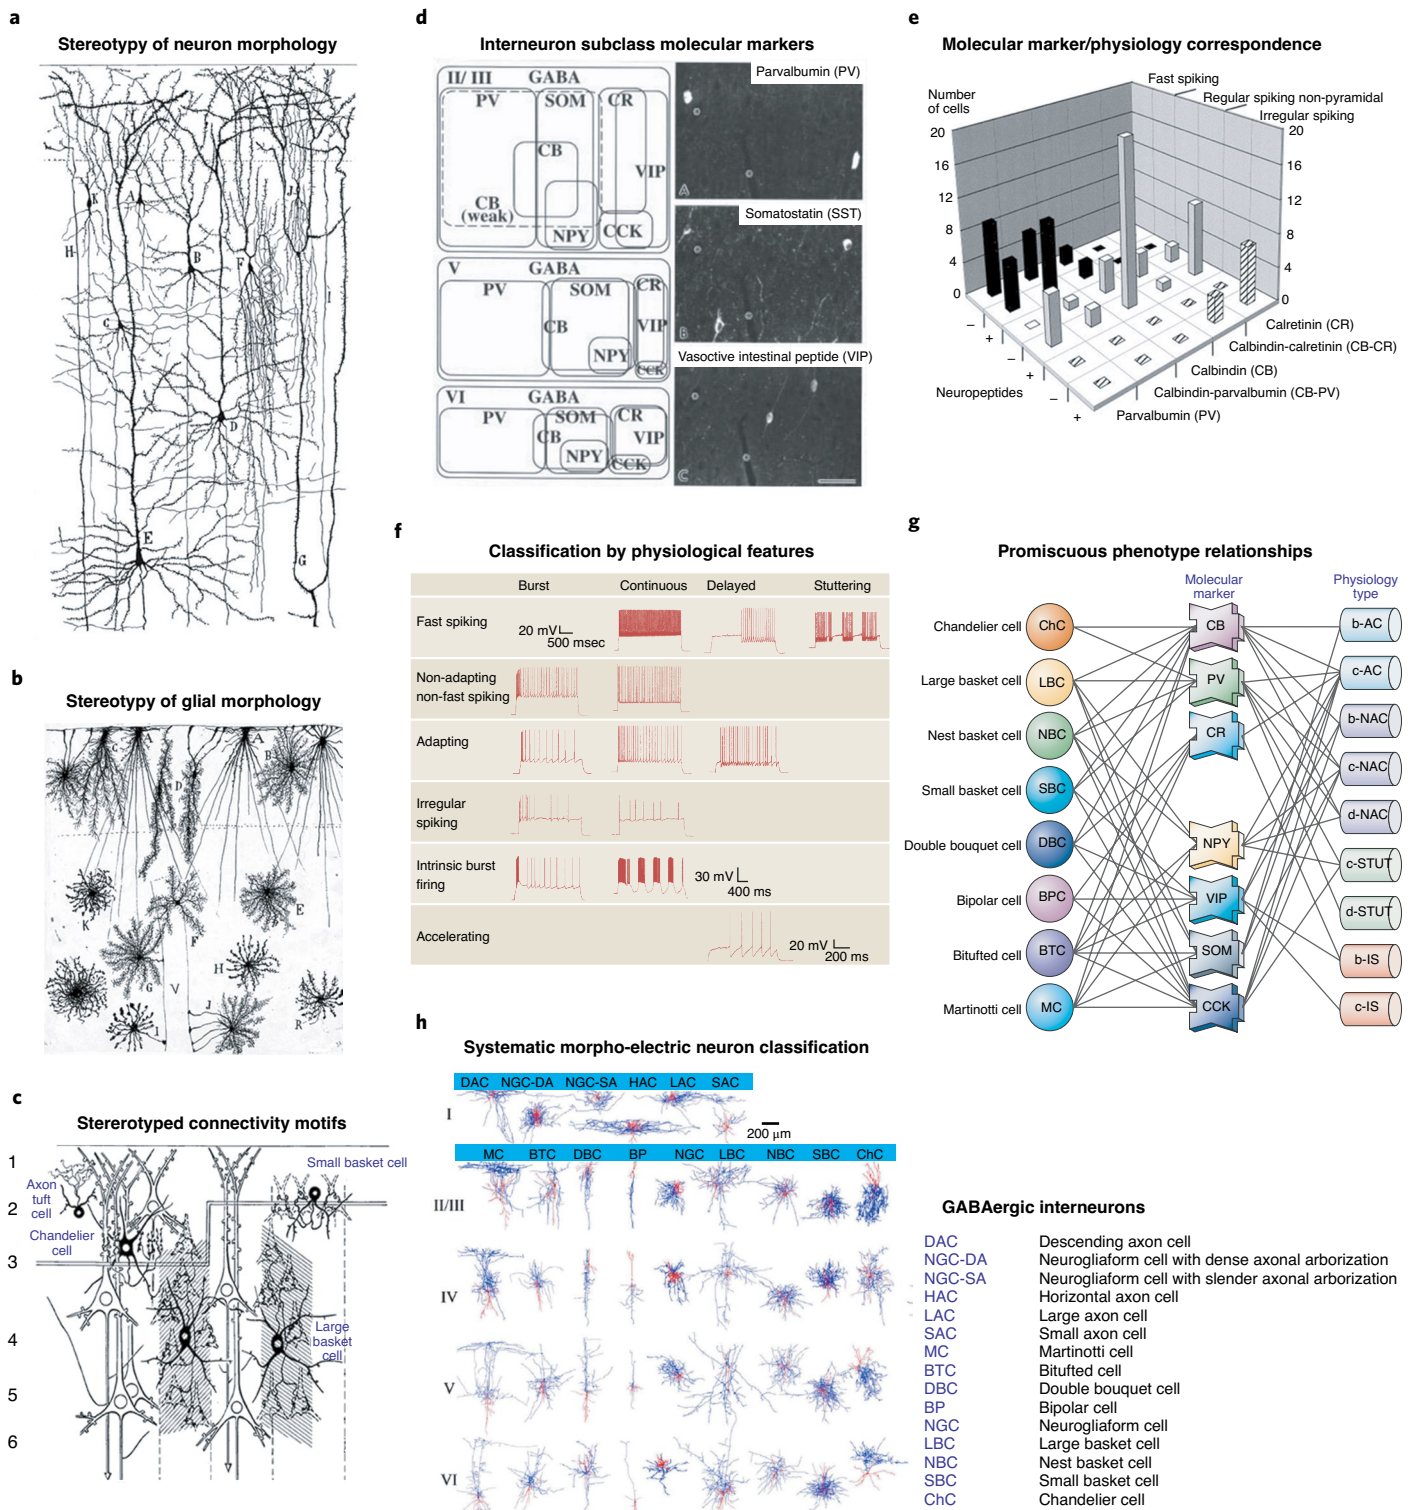 a
Stereotypy of neuron morphology
K
A
J
H
B
F
I
C
D
E
G
b
Stereotypy of glial morphology
C
A
A
B
D
K
E
F
H
G
V
J
I
R
c
Stererotyped connectivity motifs
1
2
3
4
5
6
Axon
tuft
cell
Chandelier
cell
Small basket cell
Large
basket
cell
d
Interneuron subclass molecular markers
II/ III GABA
PV SOM CR
CB
VIP
CB
(weak)
NPY CCK
V GABA
PV SOM CR
CB VIP
NPY
CCK
VI GABA
PV SOM CR
CB VIP
NPY
CCK
Parvalbumin (PV)
A
Somatostatin (SST)
B
Vasoctive intestinal peptide (VIP)
C
e
Molecular marker/physiology correspondence
Number
of cells
20
16
12
8
4
0
Fast spiking
Regular spiking non-pyramidal
Irregular spiking
20
16
12
8
4
0
–
+
–
+
–
+
Neuropeptides
Calretinin (CR)
Calbindin-calretinin (CB-CR)
Calbindin (CB)
Calbindin-parvalbumin (CB-PV)
Parvalbumin (PV)
f
Classification by physiological features
Burst Continuous Delayed Stuttering
Fast spiking
20 mV
500 msec
Non-adapting
non-fast spiking
Adapting
Irregular
spiking
Intrinsic burst
firing
30 mV
400 ms
Accelerating
20 mV
200 ms
g
Promiscuous phenotype relationships
Molecular
marker
Physiology
type
Chandelier cell ChC CB b-AC
Large basket cell LBC PV c-AC
Nest basket cell NBC CR b-NAC
Small basket cell SBC c-NAC
d-NAC
Double bouquet cell DBC NPY c-STUT
Bipolar cell BPC VIP d-STUT
Bitufted cell BTC SOM b-IS
Martinotti cell MC CCK c-IS
h
Systematic morpho-electric neuron classification
DAC NGC-DA NGC-SA HAC LAC SAC
I
200 μm
MC BTC DBC BP NGC LBC NBC SBC ChC
II/III
IV
V
VI
GABAergic interneurons
DAC Descending axon cell
NGC-DA Neurogliaform cell with dense axonal arborization
NGC-SA Neurogliaform cell with slender axonal arborization
HAC Horizontal axon cell
LAC Large axon cell
SAC Small axon cell
MC Martinotti cell
BTC Bitufted cell
DBC Double bouquet cell
BP Bipolar cell
NGC Neurogliaform cell
LBC Large basket cell
NBC Nest basket cell
SBC Small basket cell
ChC Chandelier cell